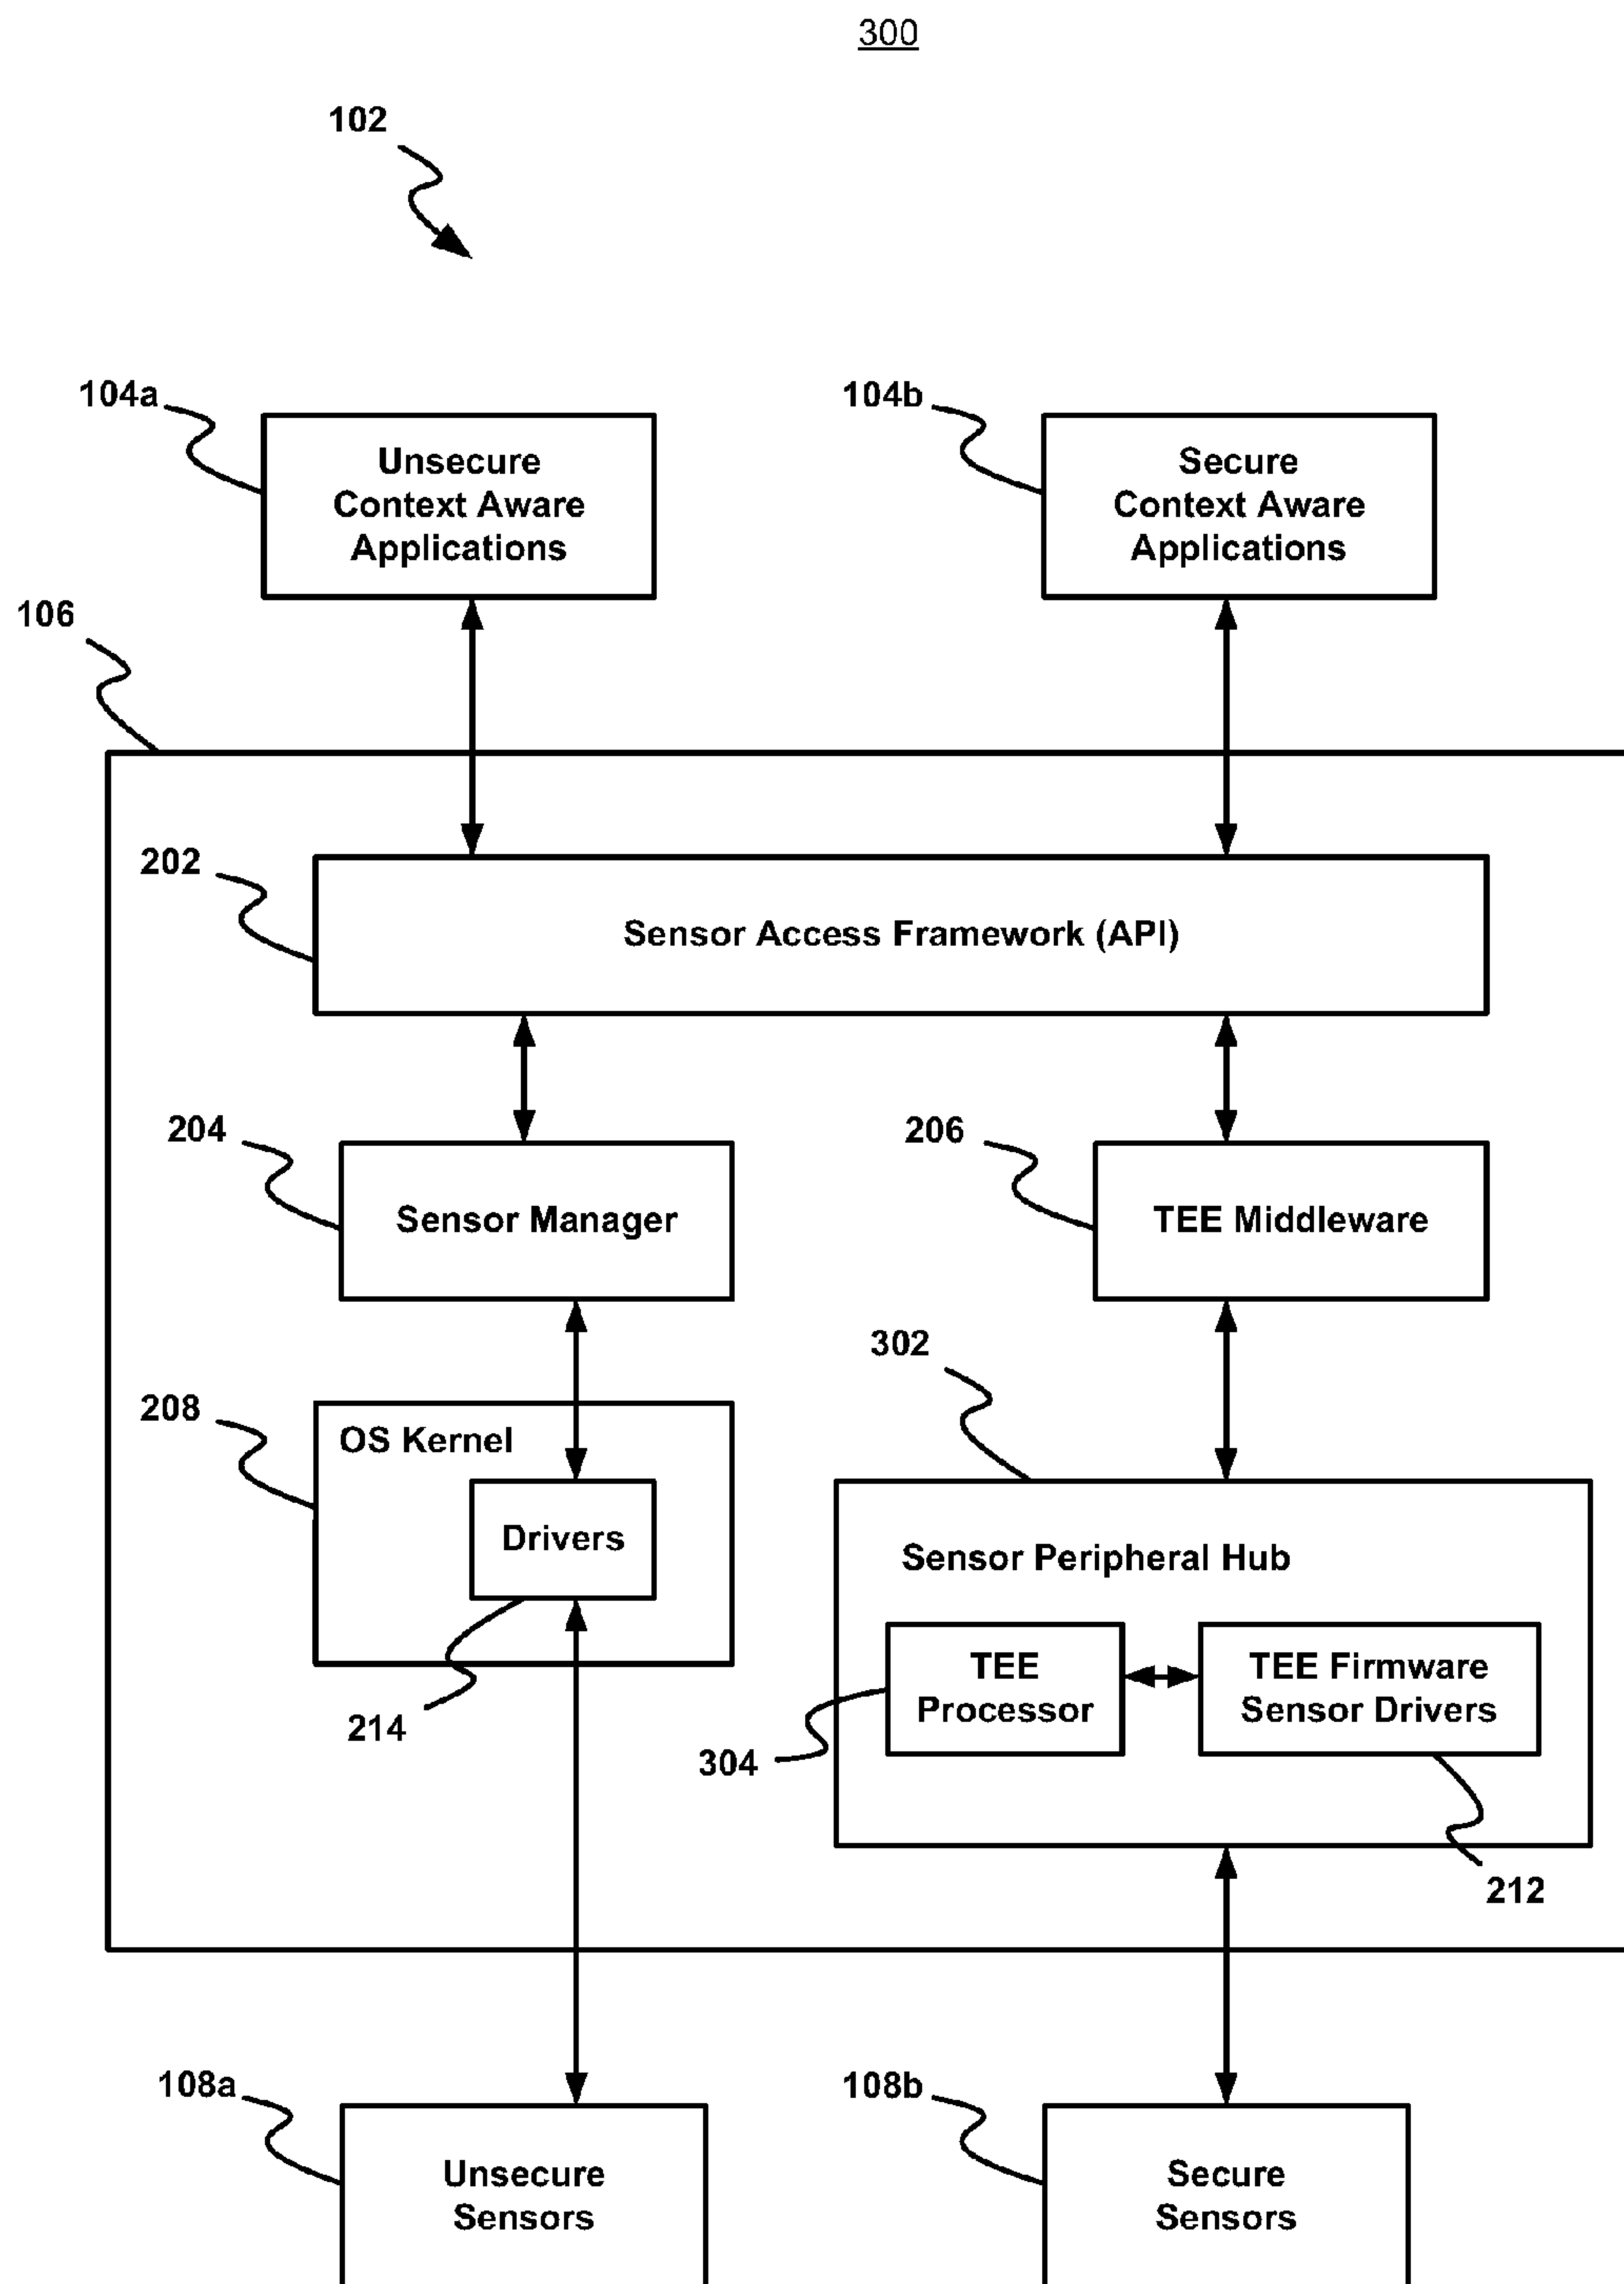 300
102
104a
Unsecure
Context Aware
Applications
104b
Secure
Context Aware
Applications
106
202
Sensor Access Framework (API)
204
Sensor Manager
206
TEE Middleware
208
OS Kernel
Drivers
214
302
Sensor Peripheral Hub
TEE
Processor
TEE Firmware
Sensor Drivers
304
212
108a
Unsecure
Sensors
108b
Secure
Sensors